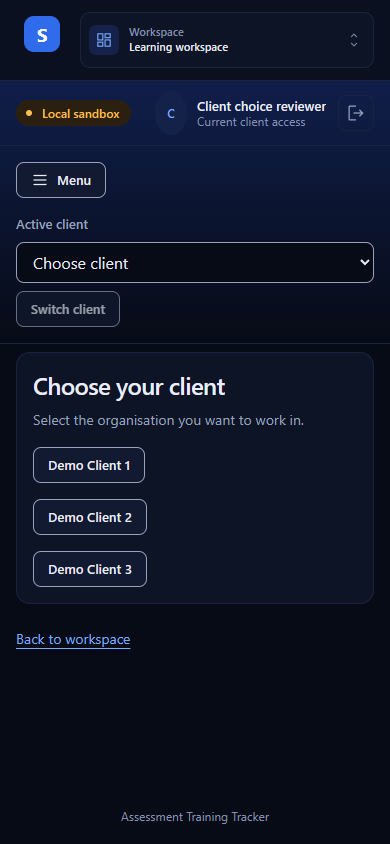 S
Workspace
Learning workspace
Local sandbox
C
Client choice reviewer
Current client access
Menu
Active client
Choose client
Switch client
Choose your client
Select the organisation you want to work in.
Demo Client 1
Demo Client 2
Demo Client 3
Back to workspace
Assessment Training Tracker